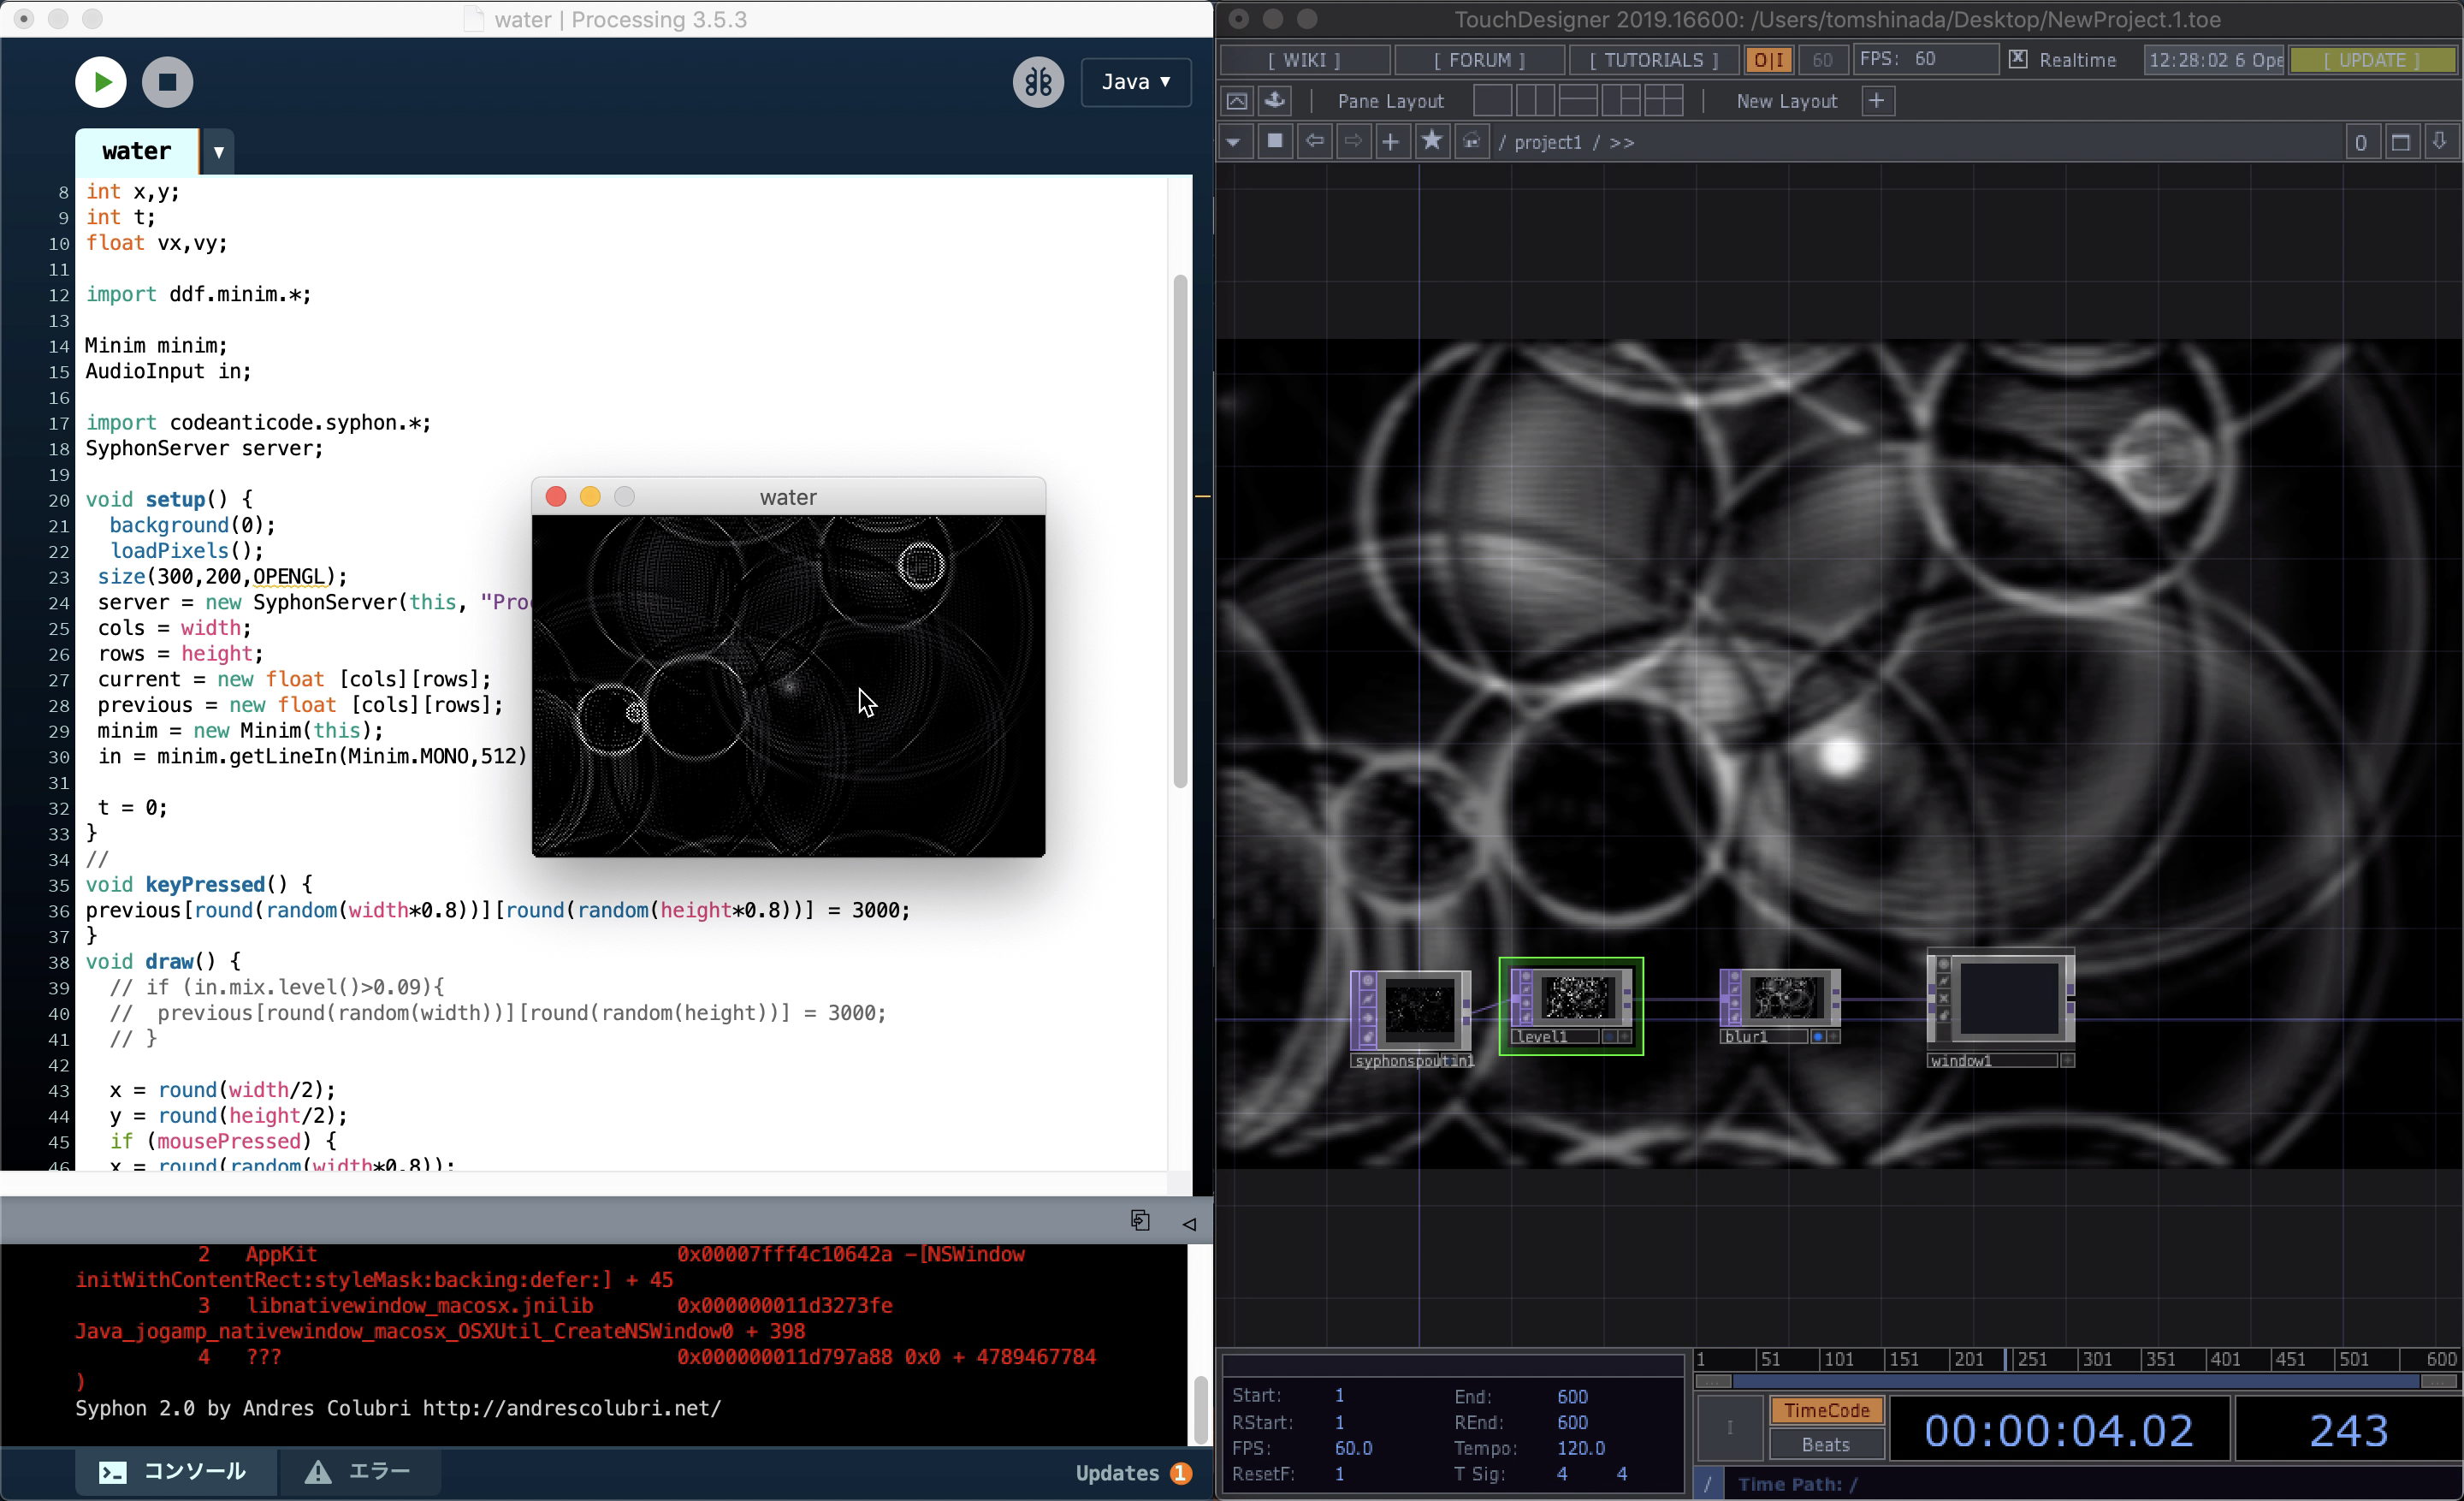 water | Processing 3.5.3
Java ▼
water ▼
8 int x,y;
9 int t;
10 float vx,vy;
11
12 import ddf.minim.*;
13
14 Minim minim;
15 AudioInput in;
16
17 import codeanticode.syphon.*;
18 SyphonServer server;
19
20 void setup() {
21 background(0);
22 loadPixels();
23 size(300,200,OPENGL);
24 server = new SyphonServer(this, "Pro
25 cols = width;
26 rows = height;
27 current = new float [cols][rows];
28 previous = new float [cols][rows];
29 minim = new Minim(this);
30 in = minim.getLineIn(Minim.MONO,512)
31
32 t = 0;
33 }
34 //
35 void keyPressed() {
36 previous[round(random(width*0.8))][round(random(height*0.8))] = 3000;
37 }
38 void draw() {
39 // if (in.mix.level()>0.09){
40 // previous[round(random(width))][round(random(height))] = 3000;
41 // }
42
43 x = round(width/2);
44 y = round(height/2);
45 if (mousePressed) {
46 x = round(random(width*0.8));
water
2 AppKit 0x00007fff4c10642a -[NSWindow
initWithContentRect:styleMask:backing:defer:] + 45
3 libnativewindow_macosx.jnilib 0x000000011d3273fe
Java_jogamp_nativewindow_macosx_OSXUtil_CreateNSWindow0 + 398
4 ??? 0x000000011d797a88 0x0 + 4789467784
)
Syphon 2.0 by Andres Colubri http://andrescolubri.net/
コンソール エラー Updates 1
TouchDesigner 2019.16600: /Users/tomshinada/Desktop/NewProject.1.toe
[ WIKI ] [ FORUM ] [ TUTORIALS ] O|I 60 FPS: 60 Realtime 12:28:02 6 Ope [ UPDATE ]
Pane Layout New Layout +
/ project1 / >> 0
syphonspoutin1 level1 blur1 window1
1 51 101 151 201 251 301 351 401 451 501 600
Start: 1 End: 600
RStart: 1 REnd: 600
FPS: 60.0 Tempo: 120.0
ResetF: 1 T Sig: 4 4
TimeCode
Beats
00:00:04.02 243
/ Time Path: /